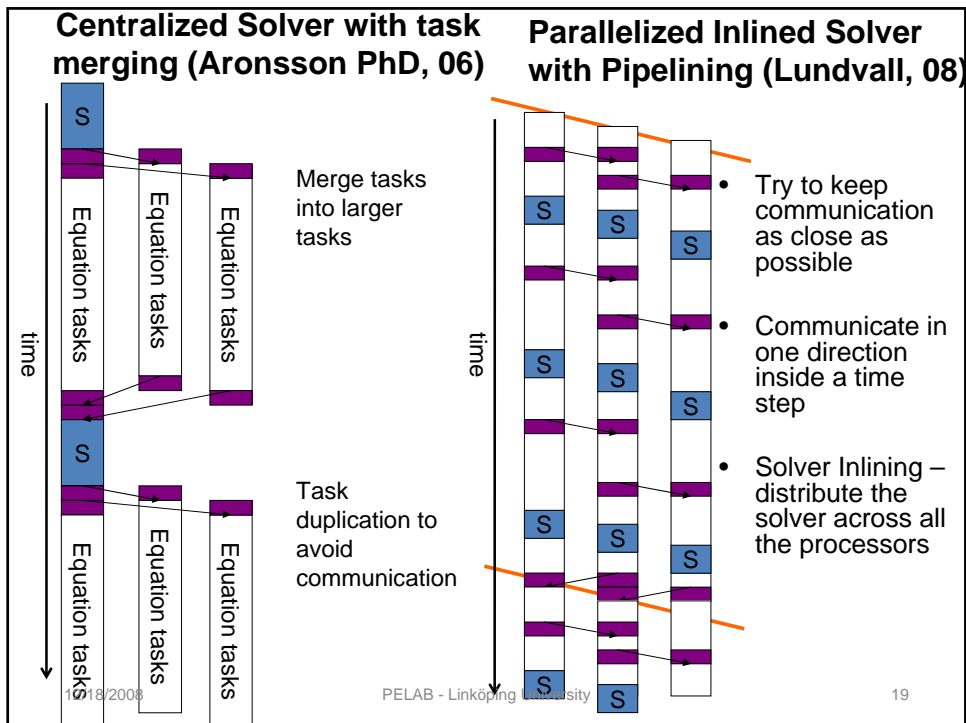 Centralized Solver with task
merging (Aronsson PhD, 06)
Parallelized Inlined Solver
with Pipelining (Lundvall, 08)
time
S
Equation tasks
Equation tasks
Equation tasks
S
Equation tasks
Equation tasks
Equation tasks
Merge tasks
into larger
tasks
Task
duplication to
avoid
communication
time
S
S
S
S
S
S
S
S
S
S
S
• Try to keep
communication
as close as
possible
• Communicate in
one direction
inside a time
step
• Solver Inlining –
distribute the
solver across all
the processors
12/18/2008
PELAB - Linköping University
19